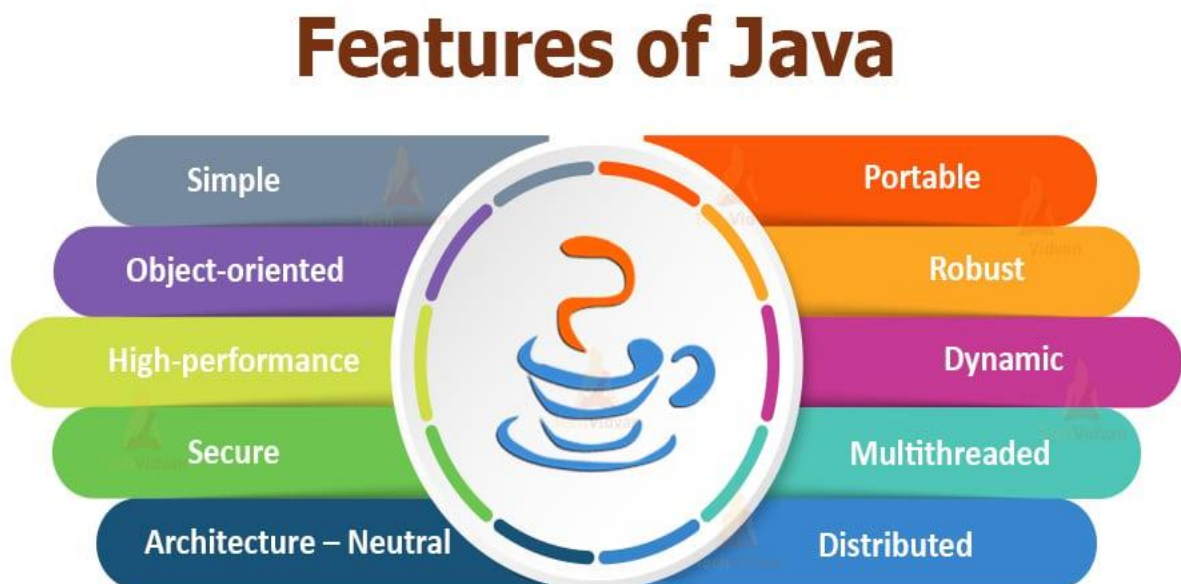 Features of Java
Simple
Object-oriented
High-performance
Secure
Architecture – Neutral
Portable
Robust
Dynamic
Multithreaded
Distributed